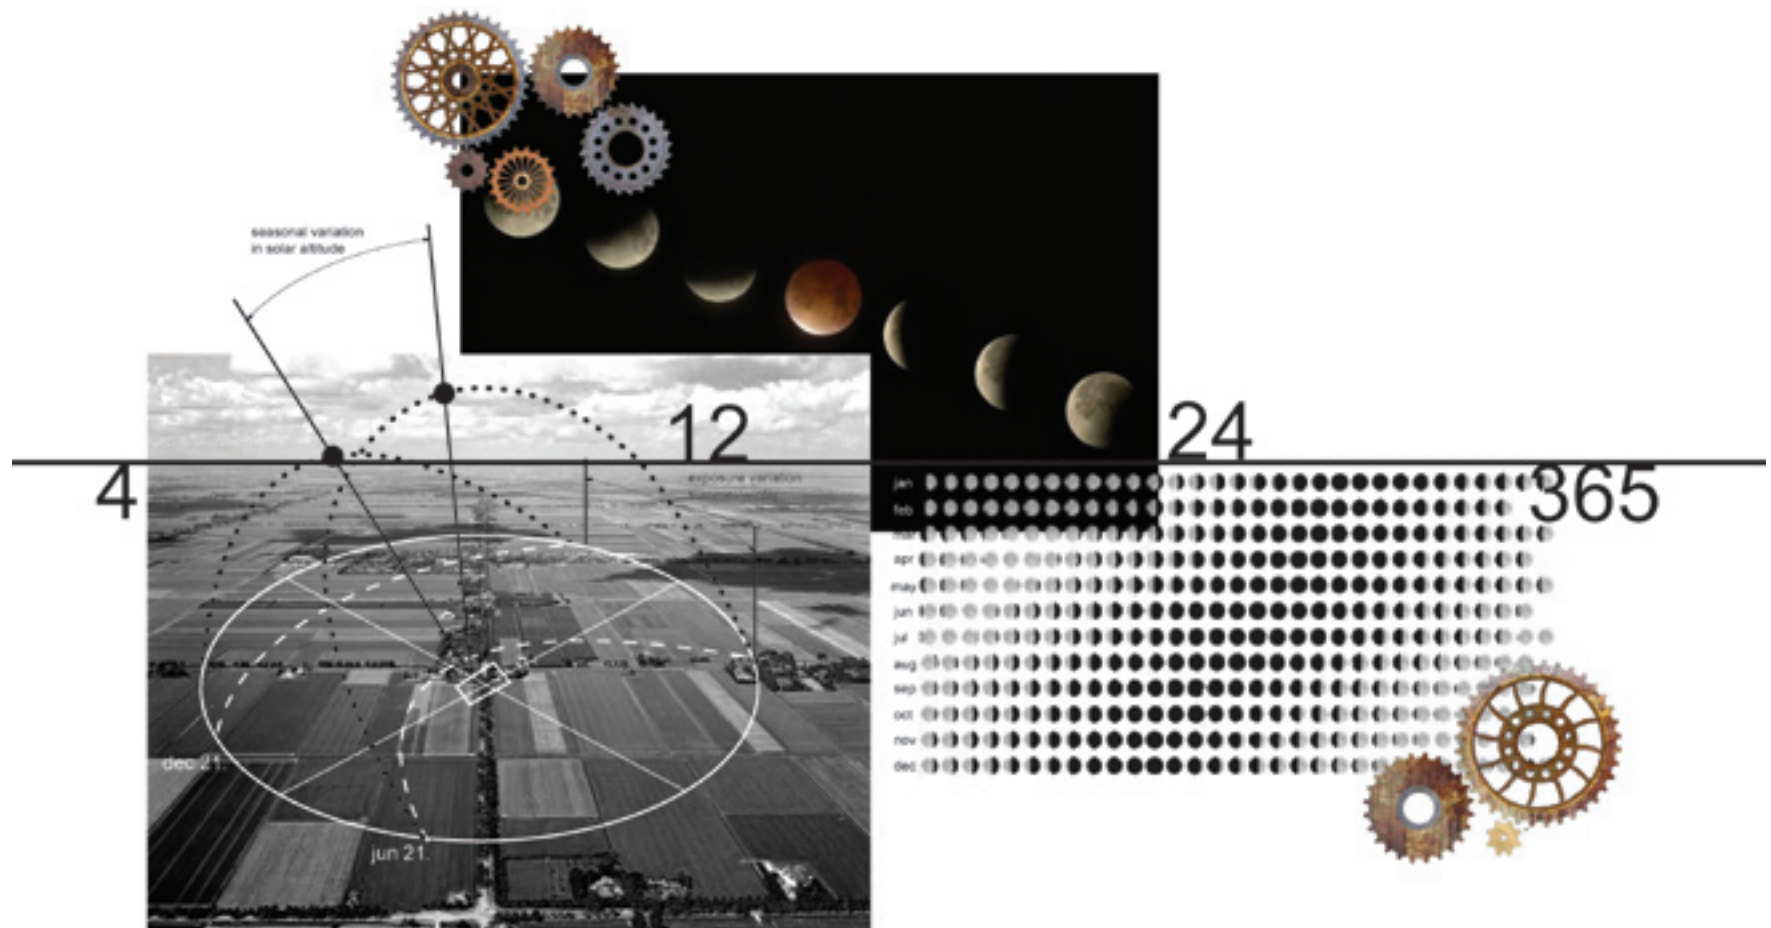 seasonal variation
in solar altitude
12
24
4
exposure variation
365
jan
feb
mar
apr
may
jun
jul
aug
sep
oct
nov
dec
dec 21.
jun 21.